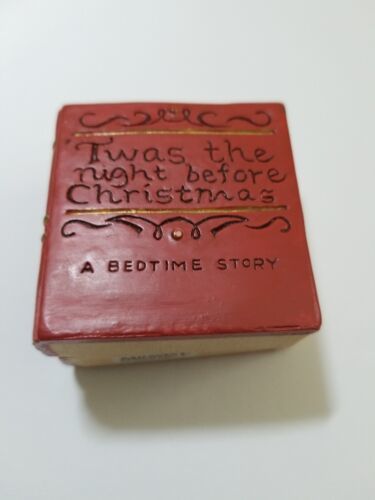 'Twas the
night before
Christmas
A BEDTIME STORY